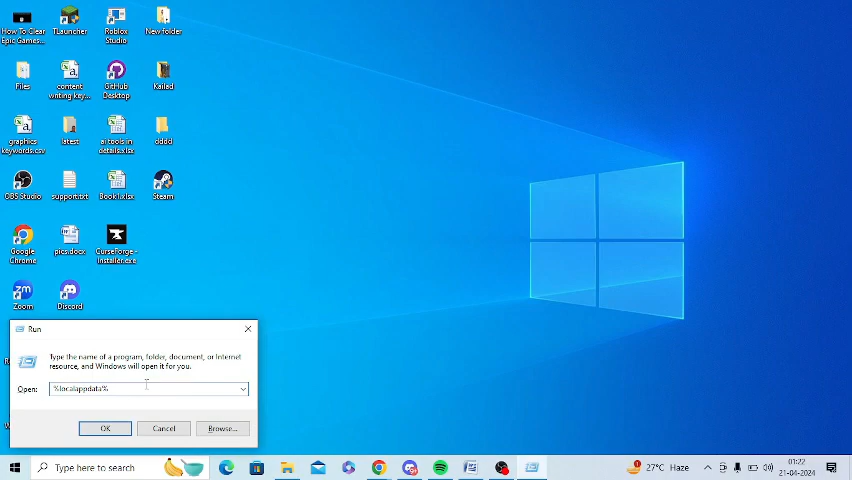 How To Clear
Epic Games...
TLauncher
Roblox
Studio
New folder
Files
content
writing key...
GitHub
Desktop
Kailad
graphics
keywords.csv
latest
ai tools in
details.xlsx
dddd
OBS Studio
support.txt
Book1.xlsx
Steam
Google
Chrome
pics.docx
CurseForge -
Installer.exe
Zoom
Discord
Run
Type the name of a program, folder, document, or Internet
resource, and Windows will open it for you.
Open:
%localappdata%
OK
Cancel
Browse...
Type here to search
27°C Haze
01:22
21-04-2024